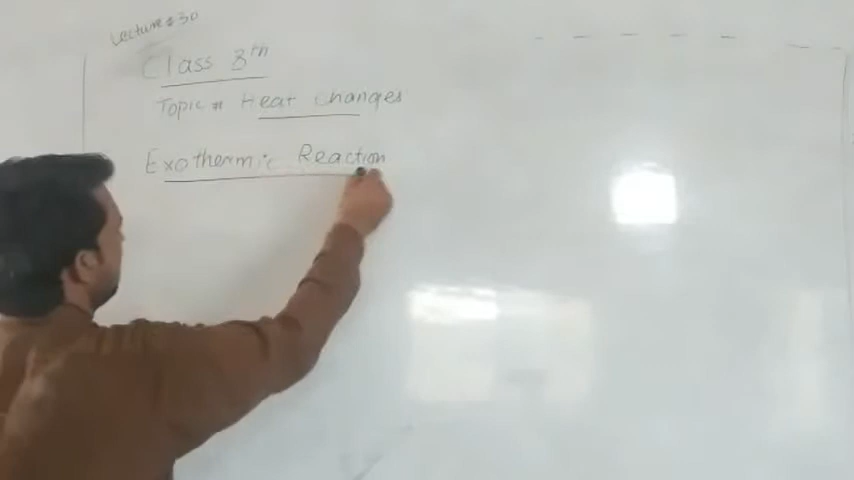 Lecture # 30
Class 8th
Topic # Heat Changes
Exothermic Reaction